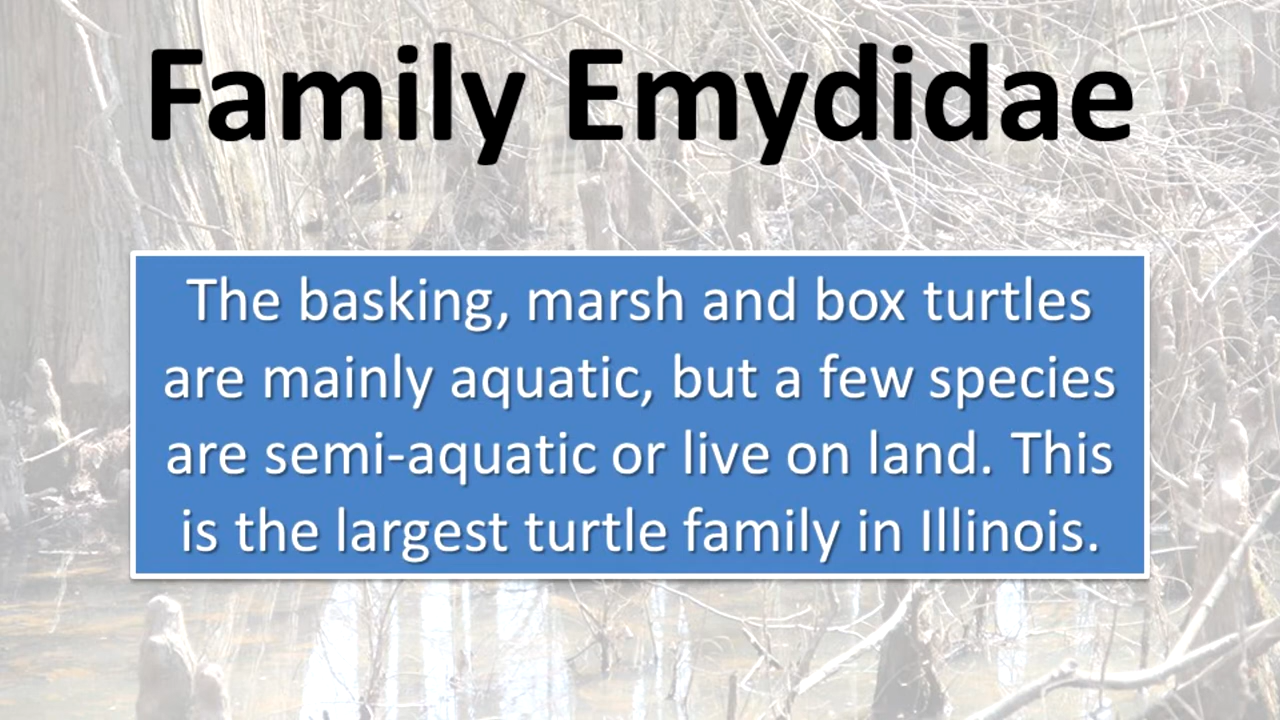 Family Emydidae
The basking, marsh and box turtles
are mainly aquatic, but a few species
are semi-aquatic or live on land. This
is the largest turtle family in Illinois.